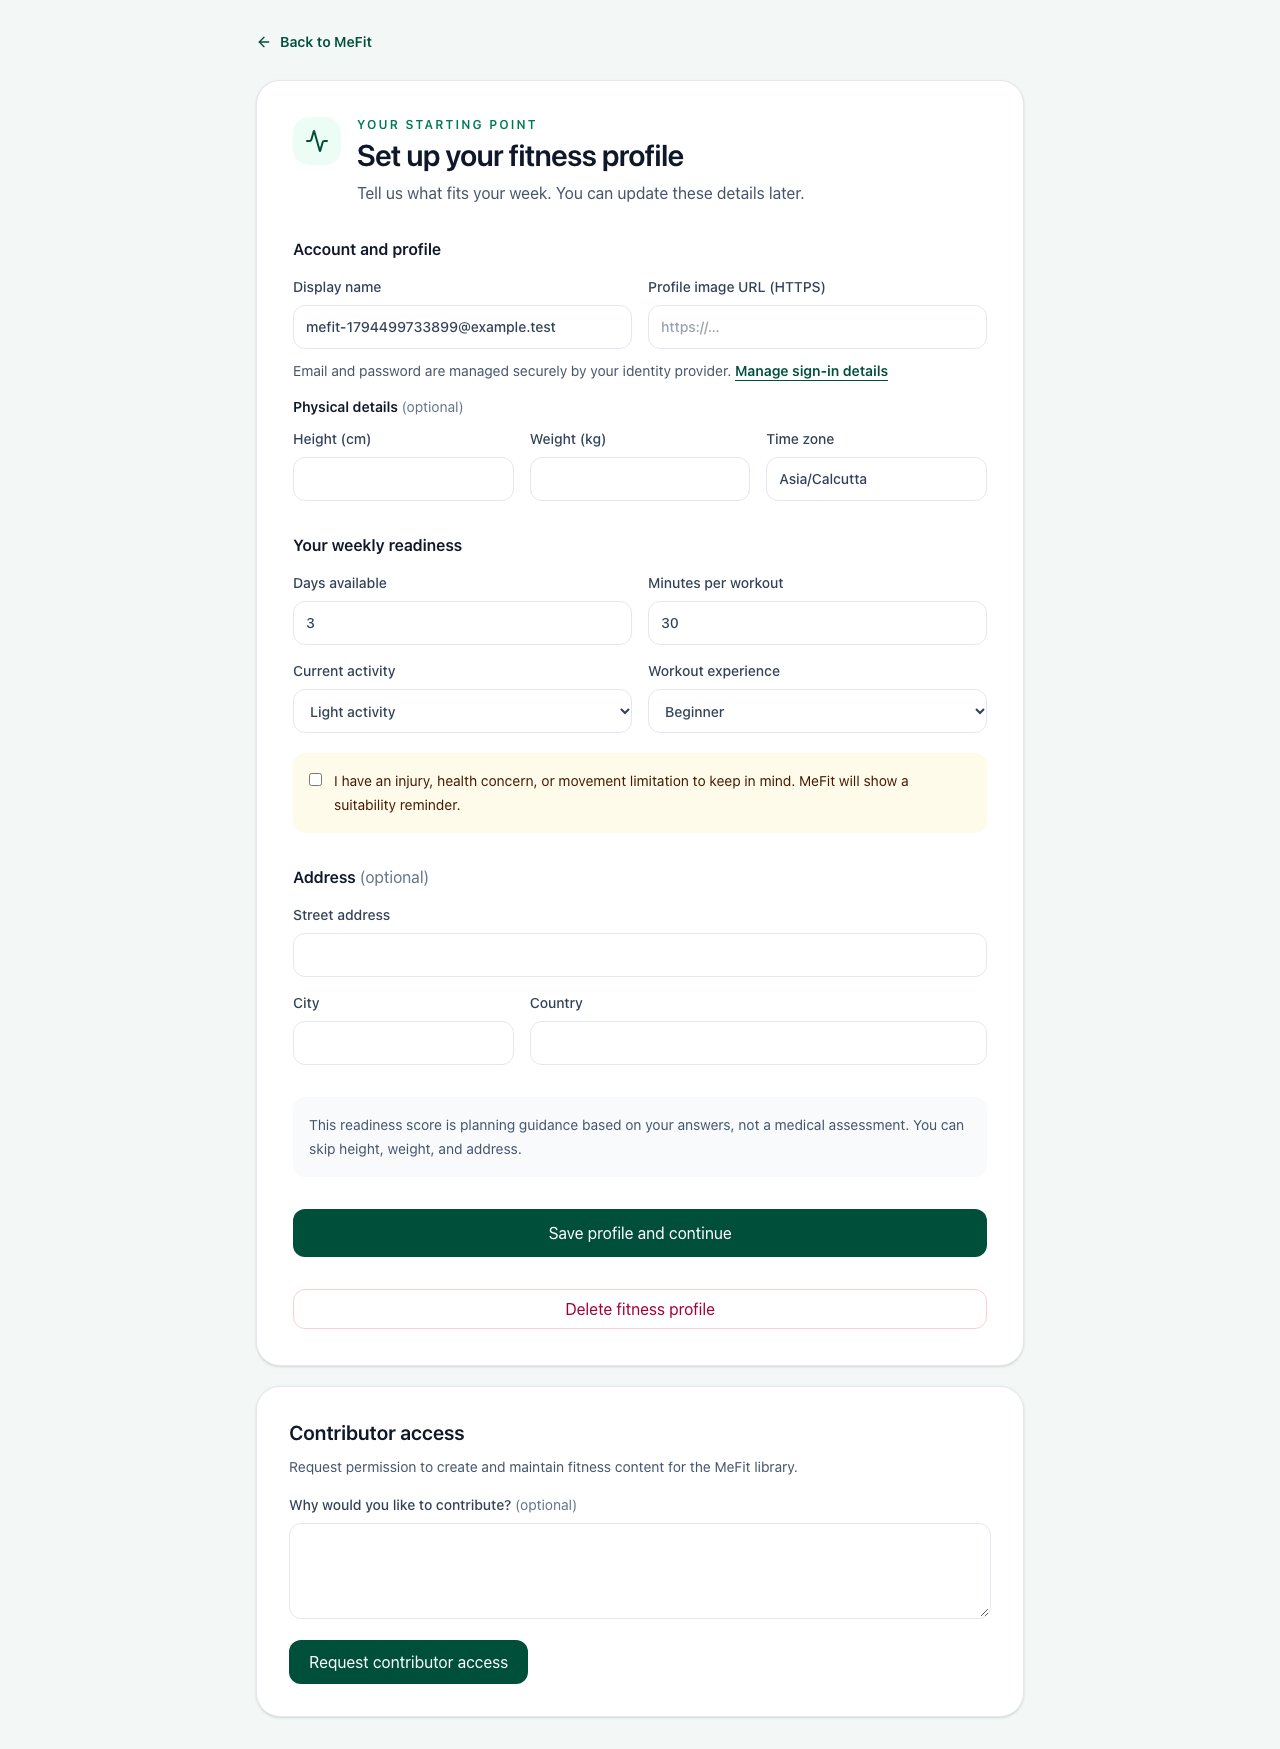 Back to MeFit
YOUR STARTING POINT
Set up your fitness profile
Tell us what fits your week. You can update these details later.
Account and profile
Display name
Profile image URL (HTTPS)
mefit-1794499733899@example.test
https://...
Email and password are managed securely by your identity provider. Manage sign-in details
Physical details (optional)
Height (cm)
Weight (kg)
Time zone
Asia/Calcutta
Your weekly readiness
Days available
Minutes per workout
3
30
Current activity
Workout experience
Light activity
Beginner
I have an injury, health concern, or movement limitation to keep in mind. MeFit will show a
suitability reminder.
Address (optional)
Street address
City
Country
This readiness score is planning guidance based on your answers, not a medical assessment. You can
skip height, weight, and address.
Save profile and continue
Delete fitness profile
Contributor access
Request permission to create and maintain fitness content for the MeFit library.
Why would you like to contribute? (optional)
Request contributor access